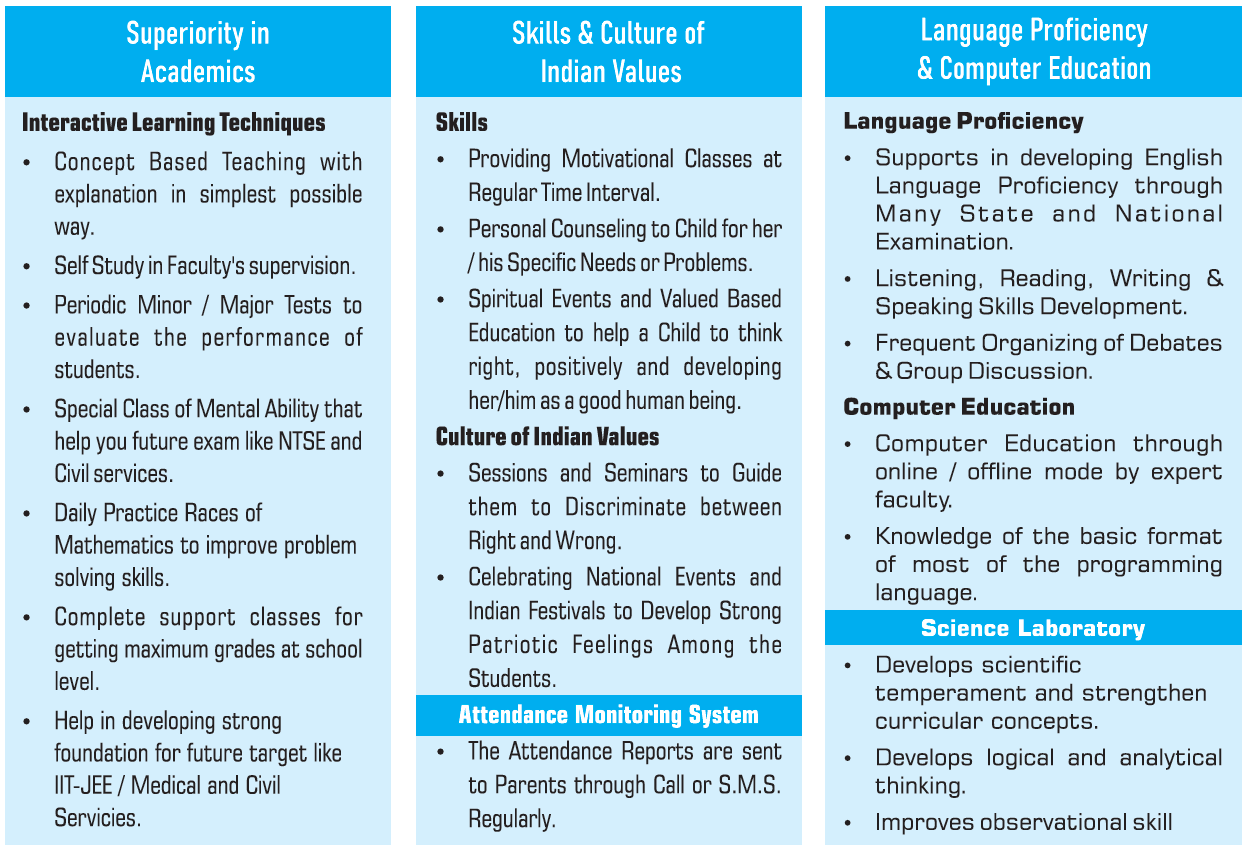 Superiority in
Academics
Interactive Learning Techniques
• Concept Based Teaching with
explanation in simplest possible
way.
• Self Study in Faculty's supervision.
• Periodic Minor / Major Tests to
evaluate the performance of
students.
• Special Class of Mental Ability that
help you future exam like NTSE and
Civil services.
• Daily Practice Races of
Mathematics to improve problem
solving skills.
• Complete support classes for
getting maximum grades at school
level.
• Help in developing strong
foundation for future target like
IIT-JEE / Medical and Civil
Servicies.
Skills & Culture of
Indian Values
Skills
• Providing Motivational Classes at
Regular Time Interval.
• Personal Counseling to Child for her
/ his Specific Needs or Problems.
• Spiritual Events and Valued Based
Education to help a Child to think
right, positively and developing
her/him as a good human being.
Culture of Indian Values
• Sessions and Seminars to Guide
them to Discriminate between
Right and Wrong.
• Celebrating National Events and
Indian Festivals to Develop Strong
Patriotic Feelings Among the
Students.
Attendance Monitoring System
• The Attendance Reports are sent
to Parents through Call or S.M.S.
Regularly.
Language Proficiency
& Computer Education
Language Proficiency
• Supports in developing English
Language Proficiency through
Many State and National
Examination.
• Listening, Reading, Writing &
Speaking Skills Development.
• Frequent Organizing of Debates
& Group Discussion.
Computer Education
• Computer Education through
online / offline mode by expert
faculty.
• Knowledge of the basic format
of most of the programming
language.
Science Laboratory
• Develops scientific
temperament and strengthen
curricular concepts.
• Develops logical and analytical
thinking.
• Improves observational skill